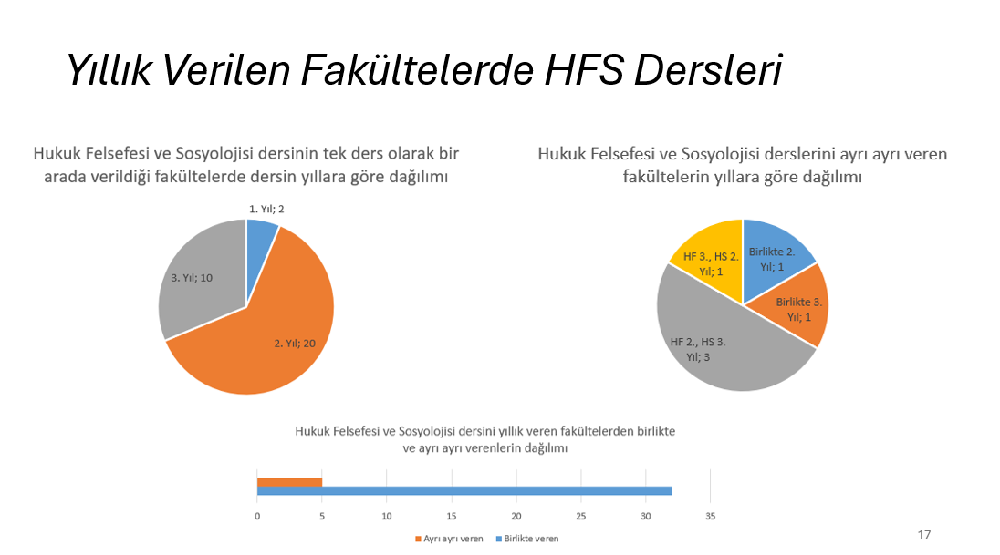 Yıllık Verilen Fakültelerde HFS Dersleri
Hukuk Felsefesi ve Sosyolojisi dersinin tek ders olarak bir
arada verildiği fakültelerde dersin yıllara göre dağılımı
1. Yıl; 2
3. Yıl; 10
2. Yıl; 20
Hukuk Felsefesi ve Sosyolojisi derslerini ayrı ayrı veren
fakültelerin yıllara göre dağılımı
HF 3., HS 2.
Yıl; 1
Birlikte 2.
Yıl; 1
Birlikte 3.
Yıl; 1
HF 2., HS 3.
Yıl; 3
Hukuk Felsefesi ve Sosyolojisi dersini yıllık veren fakültelerden birlikte
ve ayrı ayrı verenlerin dağılımı
0 5 10 15 20 25 30 35
Ayrı ayrı veren Birlikte veren
17